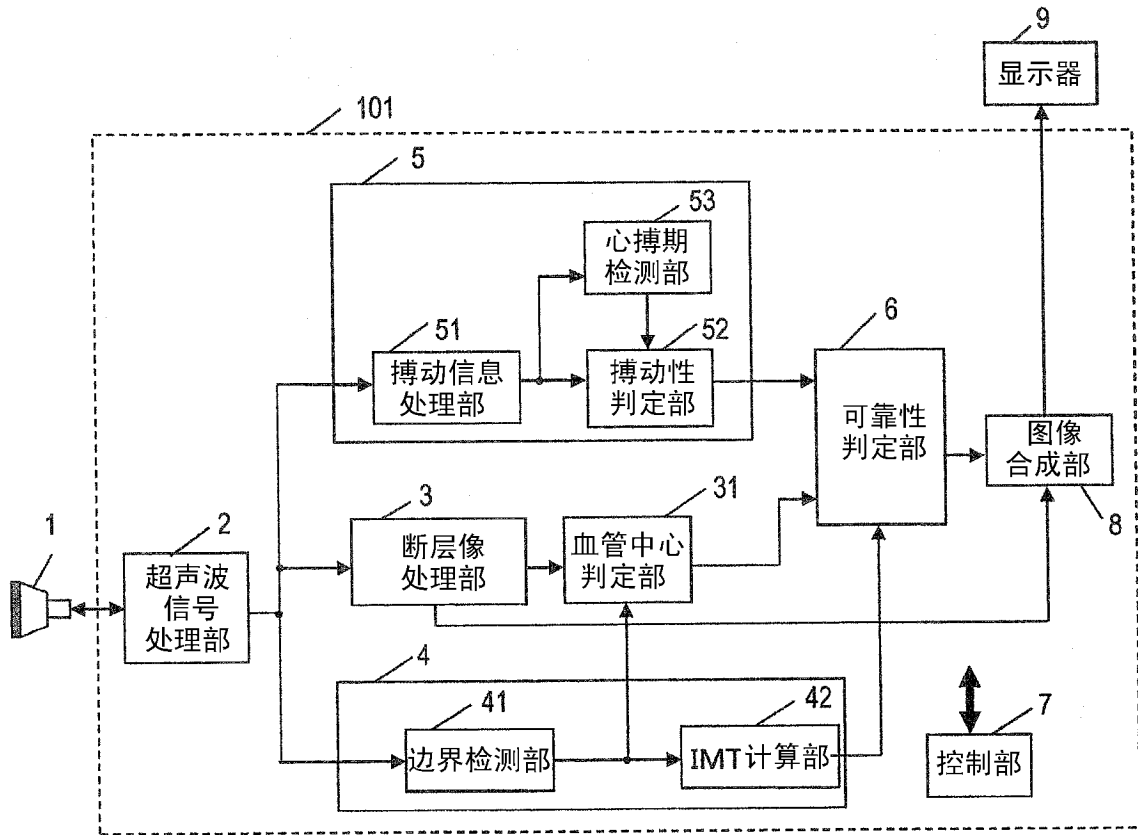 9
显示器
101
5
53
心搏期
检测部
51
搏动信息
处理部
52
搏动性
判定部
6
可靠性
判定部
图像
合成部
8
3
断层像
处理部
31
血管中心
判定部
1
2
超声波
信号
处理部
4
41
边界检测部
42
IMT计算部
7
控制部